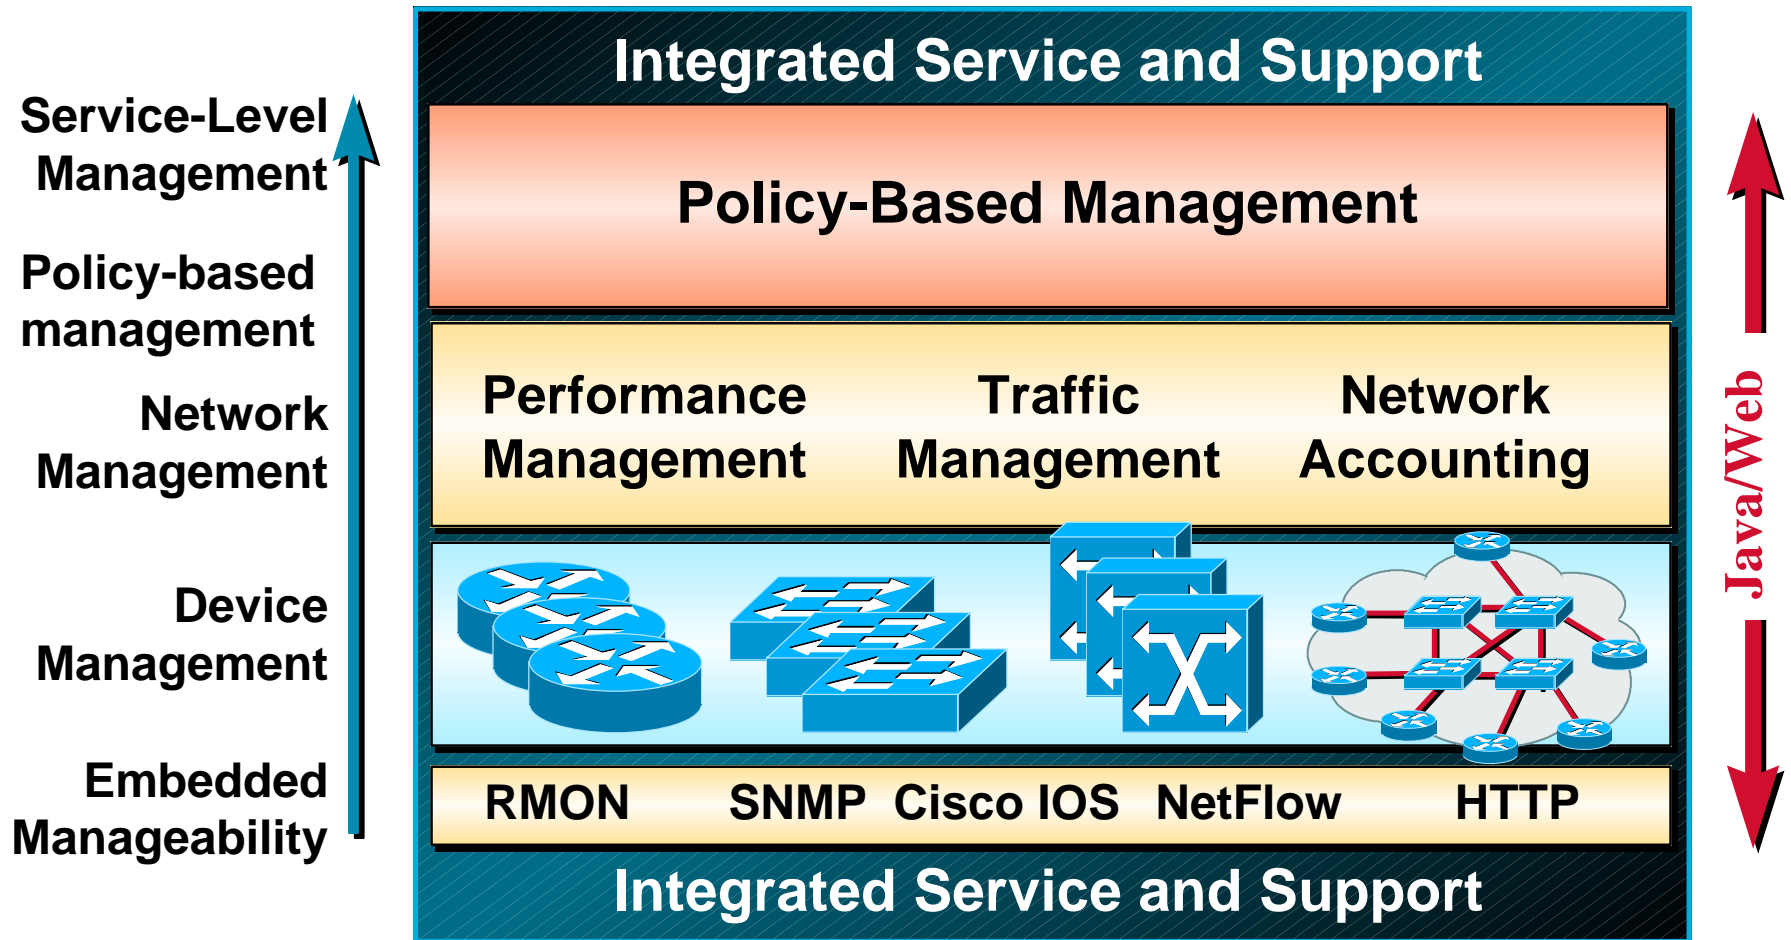 Integrated Service and Support
Service-Level
Management
Policy-based
management
Network
Management
Device
Management
Embedded
Manageability
Policy-Based Management
Performance
Management
Traffic
Management
Network
Accounting
RMON
SNMP
Cisco IOS
NetFlow
HTTP
Integrated Service and Support
Java/Web